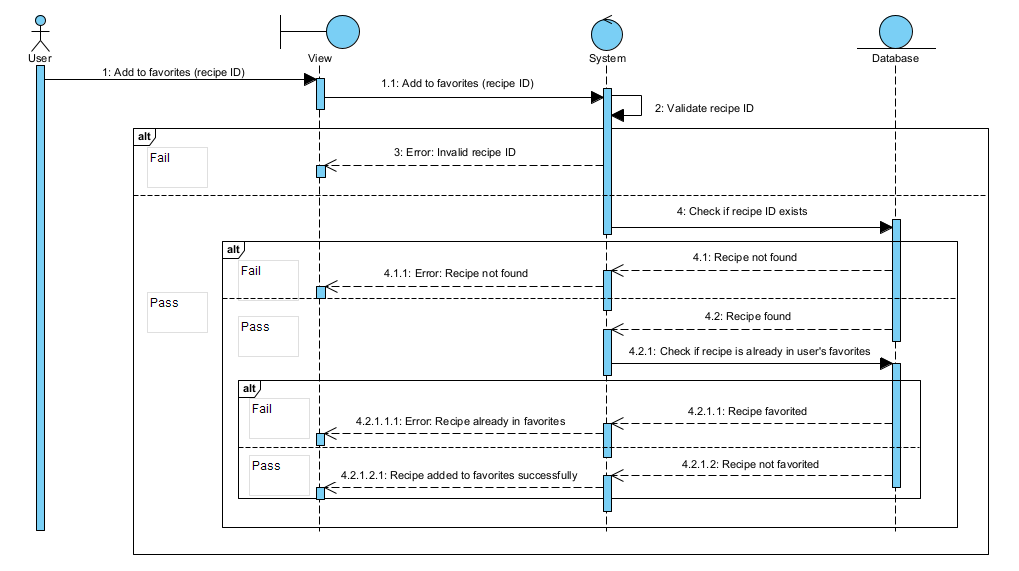 User
View
System
Database
1: Add to favorites (recipe ID)
1.1: Add to favorites (recipe ID)
2: Validate recipe ID
alt
Fail
3: Error: Invalid recipe ID
4: Check if recipe ID exists
alt
4.1: Recipe not found
Fail
4.1.1: Error: Recipe not found
Pass
4.2: Recipe found
Pass
4.2.1: Check if recipe is already in user's favorites
alt
Fail
4.2.1.1: Recipe favorited
4.2.1.1.1: Error: Recipe already in favorites
Pass
4.2.1.2: Recipe not favorited
4.2.1.2.1: Recipe added to favorites successfully